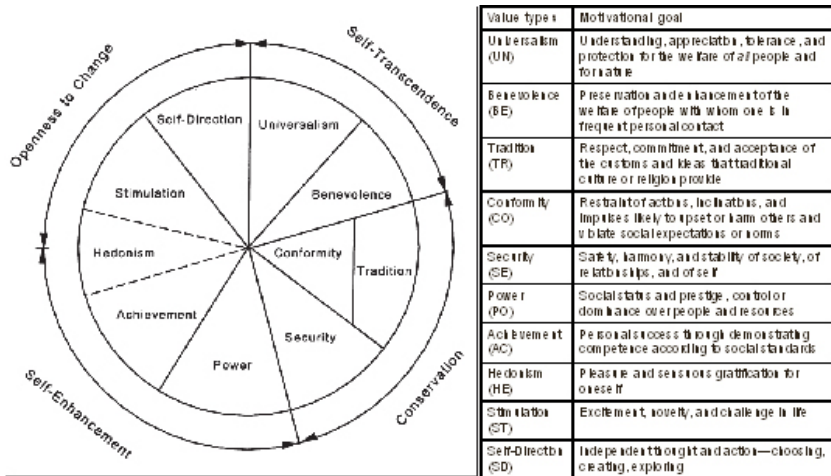 Openness to Change
Self-Transcendence
Self-Direction
Universalism
Stimulation
Benevolence
Hedonism
Conformity
Tradition
Achievement
Security
Power
Self-Enhancement
Conservation
Value types Motivational goal
Universalism Understanding, appreciation, tolerance, and
(UN) protection for the welfare of all people and
for nature
Benevolence Preservation and enhancement of the
(BE) welfare of people with whom one is in
frequent personal contact
Tradition Respect, commitment, and acceptance of
(TR) the customs and ideas that traditional
culture or religion provide
Conformity Restraint of actions, inclinations, and
(CO) impulses likely to upset or harm others and
violate social expectations or norms
Security Safety, harmony, and stability of society, of
(SE) relationships, and of self
Power Social status and prestige, control or
(PO) dominance over people and resources
Achievement Personal success through demonstrating
(AC) competence according to social standards
Hedonism Pleasure and sensuous gratification for
(HE) oneself
Stimulation Excitement, novelty, and challenge in life
(ST)
Self-Direction Independent thought and action—choosing,
(SD) creating, exploring